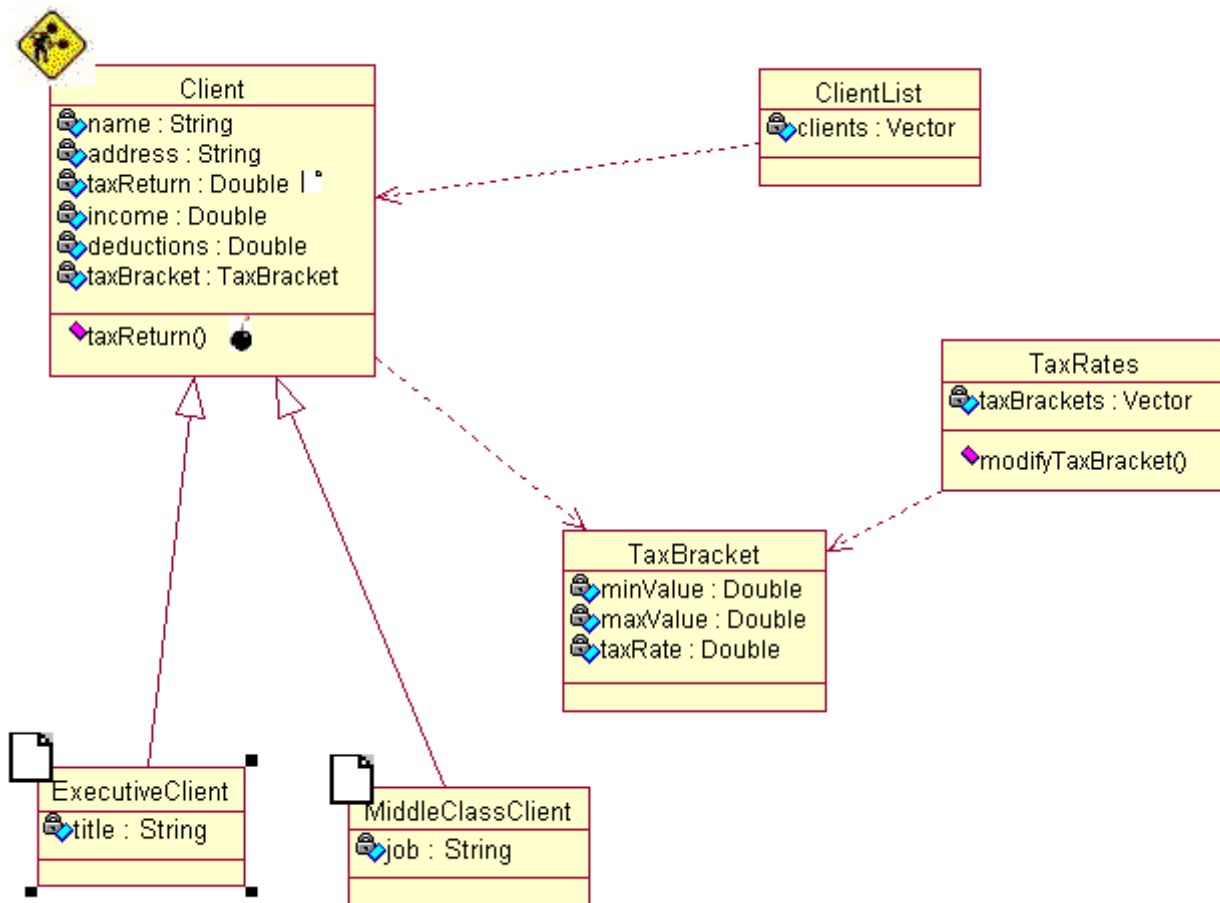 Client
name : String
address : String
taxReturn : Double
income : Double
deductions : Double
taxBracket : TaxBracket
taxReturn()
ClientList
clients : Vector
TaxRates
taxBrackets : Vector
modifyTaxBracket()
TaxBracket
minValue : Double
maxValue : Double
taxRate : Double
ExecutiveClient
title : String
MiddleClassClient
job : String